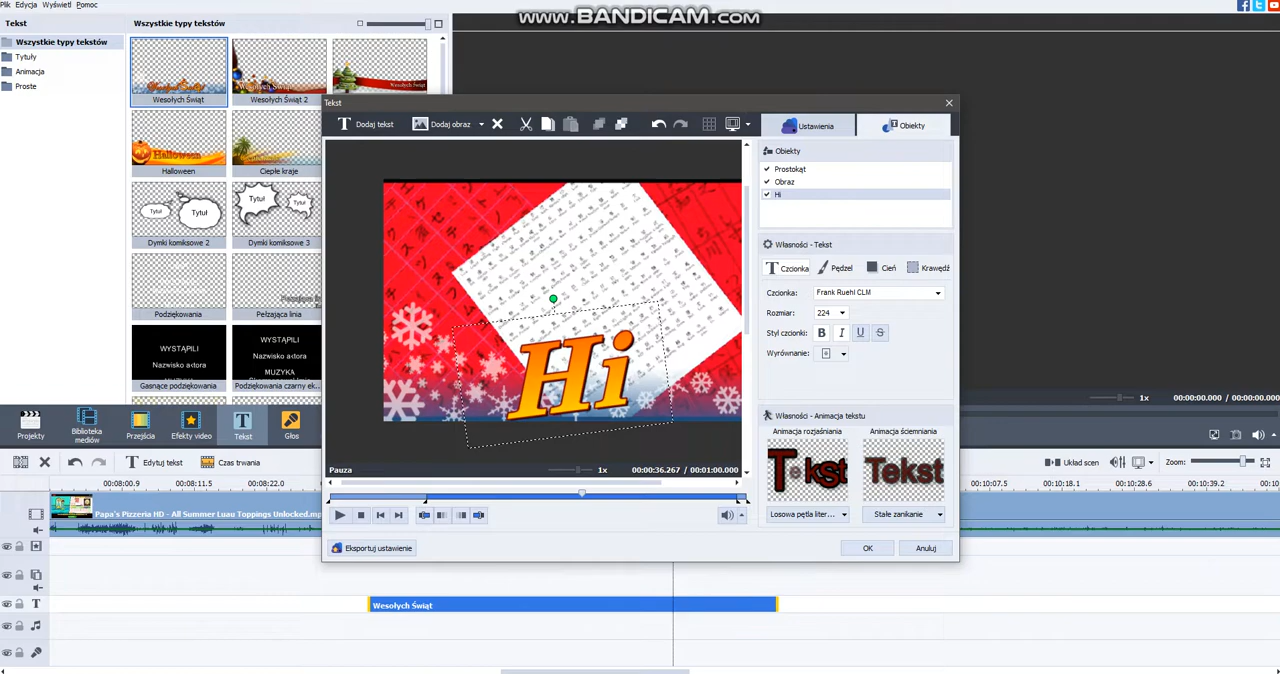 Plik Edycja Wyświetl Pomoc
www.BANDICAM.com
Tekst
Wszystkie typy tekstów
Wszystkie typy tekstów
Tytuły
Animacja
Proste
Wesołych Świąt
Wesołych Świąt 2
Halloween
Halloween
Ciepłe kraje
Tytuł
Tytuł
Tytuł
Tytuł
Dymki komiksowe 2
Dymki komiksowe 3
Podziękowania
Pełzająca linia
WYSTĄPILI
Nazwisko aktora
WYSTĄPILI
Nazwisko aktora
MUZYKA
Gasnące podziękowania
Podziękowania czarny ek...
Tekst
Dodaj tekst
Dodaj obraz
Ustawienia
Obiekty
Obiekty
Prostokąt
Obraz
Hi
Własności - Tekst
Czcionka
Pędzel
Cień
Krawędź
Czcionka:
Frank Ruehl CLM
Rozmiar:
224
Styl czcionki:
B I U S
Wyrównanie:
Własności - Animacja tekstu
Animacja rozjaśniania
Animacja ściemniania
Tekst
Tekst
Losowa pętla liter...
Stałe zanikanie
Hi
Pauza
1x
00:00:36.267 / 00:01:00.000
Eksportuj ustawienie
OK
Anuluj
1x
00:00:00.000 / 00:00:00.000
Projekty
Biblioteka
mediów
Przejścia
Efekty video
Tekst
Głos
Edytuj tekst
Czas trwania
Układ scen
Zoom:
00:08:00.9
00:08:11.5
00:08:22.0
00:10:07.5
00:10:18.1
00:10:28.6
00:10:39.2
00:10
Papa's Pizzeria HD - All Summer Luau Toppings Unlocked.mp
Wesołych Świąt